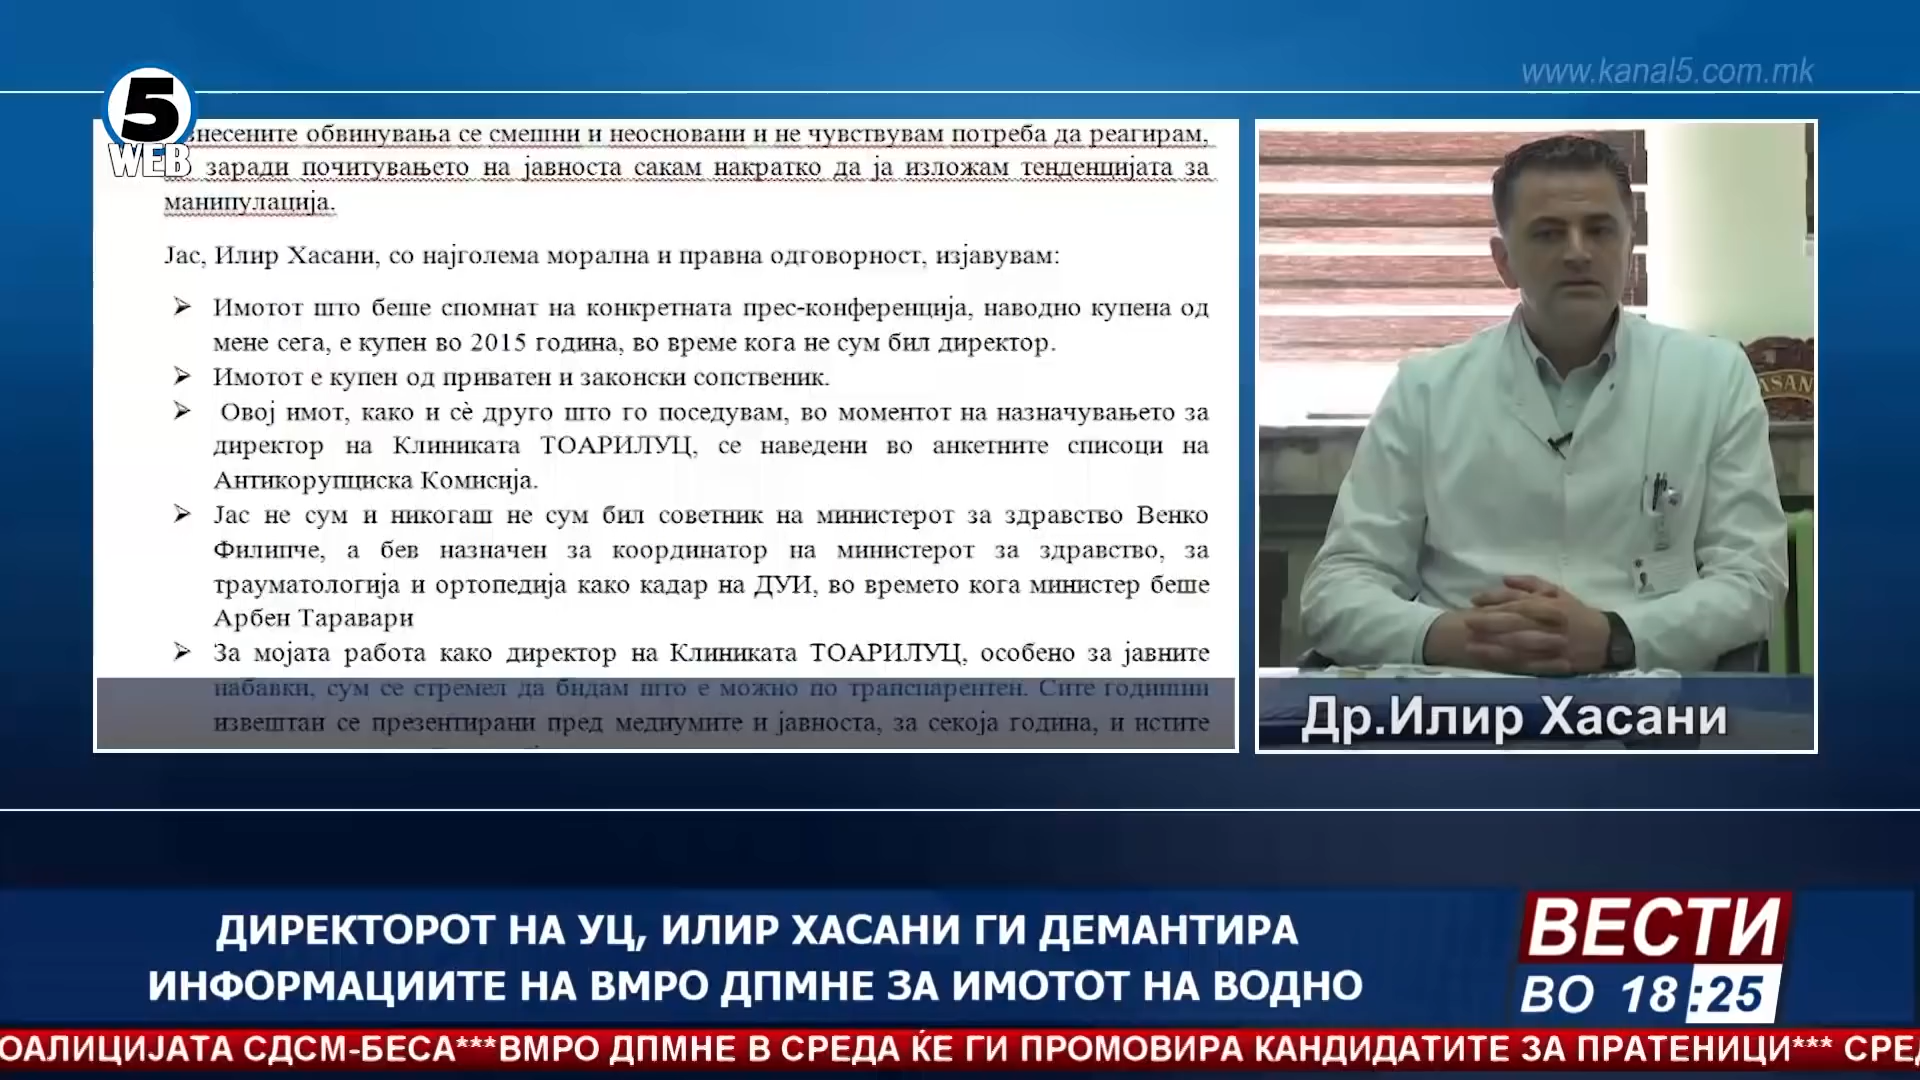 www.kanal5.com.mk
5
WEB
знесените обвинувања се смешни и неосновани и не чувствувам потреба да реагирам,
заради почитувањето на јавноста сакам накратко да ја изложам тенденцијата за
манипулација.
Јас, Илир Хасани, со најголема морална и правна одговорност, изјавувам:
➢ Имотот што беше спомнат на конкретната прес-конференција, наводно купена од
мене сега, е купен во 2015 година, во време кога не сум бил директор.
➢ Имотот е купен од приватен и законски сопственик.
➢ Овој имот, како и сѐ друго што го поседувам, во моментот на назначувањето за
директор на Клиниката ТОАРИЛУЦ, се наведени во анкетните списоци на
Антикорупциска Комисија.
➢ Јас не сум и никогаш не сум бил советник на министерот за здравство Венко
Филипче, а бев назначен за координатор на министерот за здравство, за
трауматологија и ортопедија како кадар на ДУИ, во времето кога министер беше
Арбен Таравари
➢ За мојата работа како директор на Клиниката ТОАРИЛУЦ, особено за јавните
набавки, сум се стремел да бидам што е можно по транспарентен. Сите годишни
извештаи се презентирани пред медиумите и јавноста, за секоја година, и истите
ASAN
Др.Илир Хасани
ДИРЕКТОРОТ НА УЦ, ИЛИР ХАСАНИ ГИ ДЕМАНТИРА
ИНФОРМАЦИИТЕ НА ВМРО ДПМНЕ ЗА ИМОТОТ НА ВОДНО
ВЕСТИ
ВО 18:25
ОАЛИЦИЈАТА СДСМ-БЕСА***ВМРО ДПМНЕ В СРЕДА ЌЕ ГИ ПРОМОВИРА КАНДИДАТИТЕ ЗА ПРАТЕНИЦИ*** СРЕД